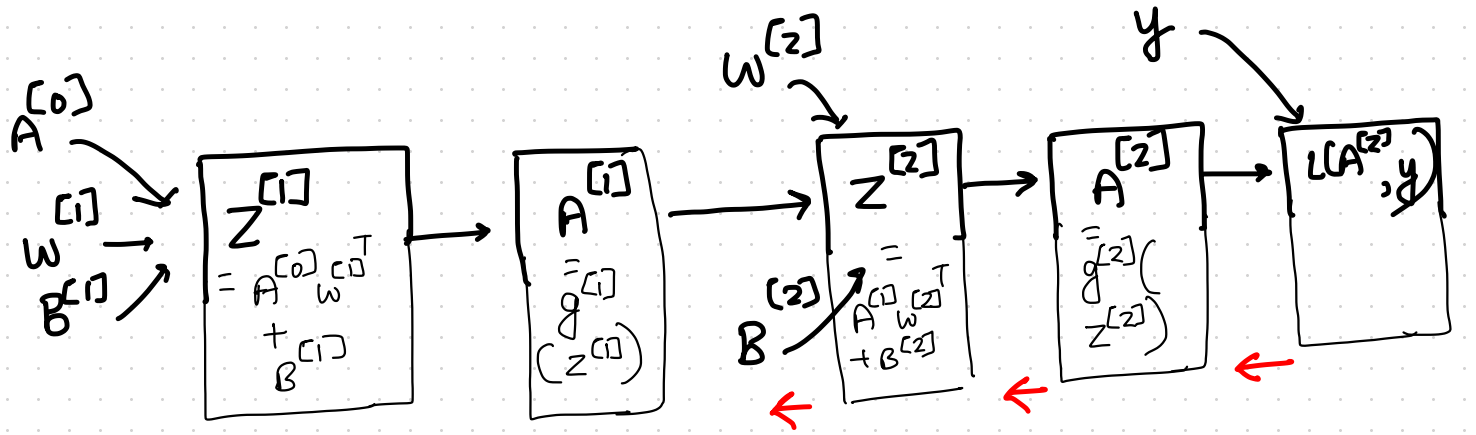 A^[0]
W^[1]
B^[1]
Z^[1]
= A^[0] W^[1]^T
+
B^[1]
A^[1]
=
g^[1]
(Z^[1])
W^[2]
B^[2]
Z^[2]
=
A^[1] W^[2]^T
+ B^[2]
A^[2]
=
g^[2](
Z^[2])
y
L(A^[2]
, y)